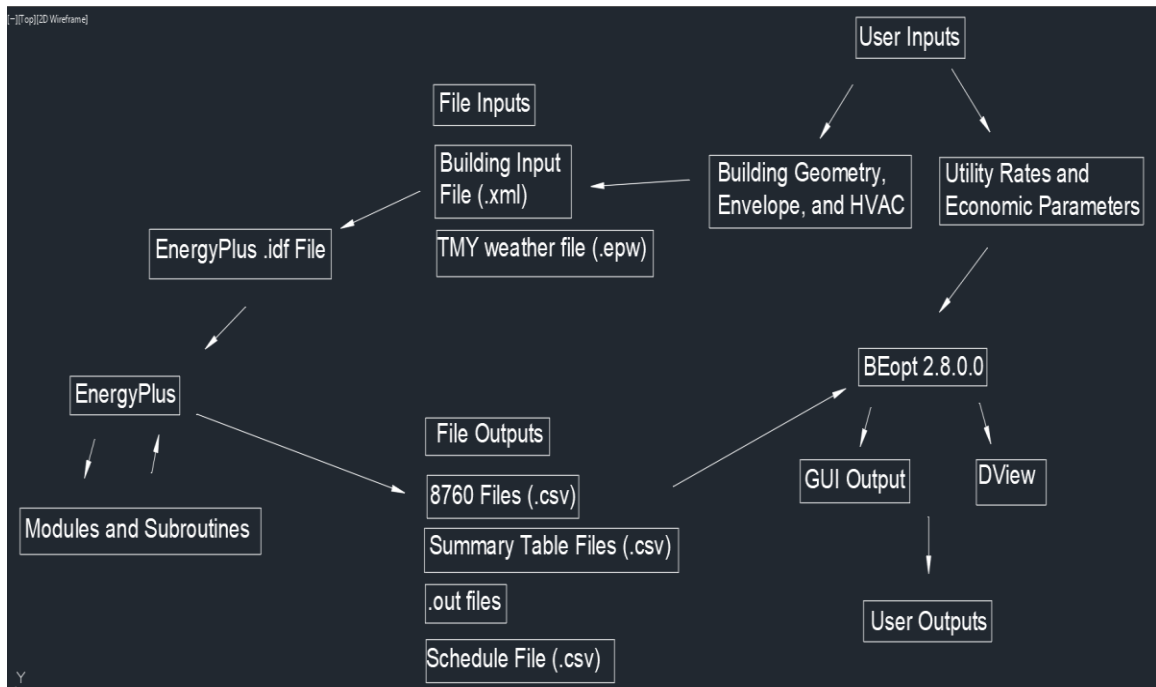 [−][Top][2D Wireframe]
User Inputs
File Inputs
Building Input
File (.xml)
TMY weather file (.epw)
Building Geometry,
Envelope, and HVAC
Utility Rates and
Economic Parameters
EnergyPlus .idf File
EnergyPlus
Modules and Subroutines
File Outputs
8760 Files (.csv)
Summary Table Files (.csv)
.out files
Schedule File (.csv)
BEopt 2.8.0.0
GUI Output
DView
User Outputs
Y